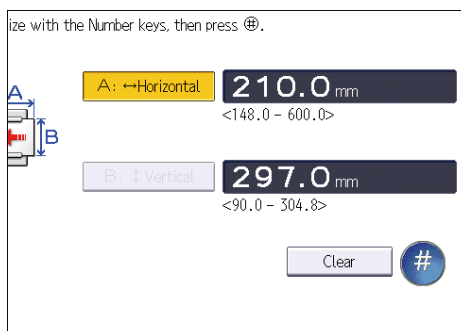 ize with the Number keys, then press #.
A: ↔Horizontal 210.0 mm
<148.0 - 600.0>
A
B
B: ↕ Vertical 297.0 mm
<90.0 - 304.8>
Clear #